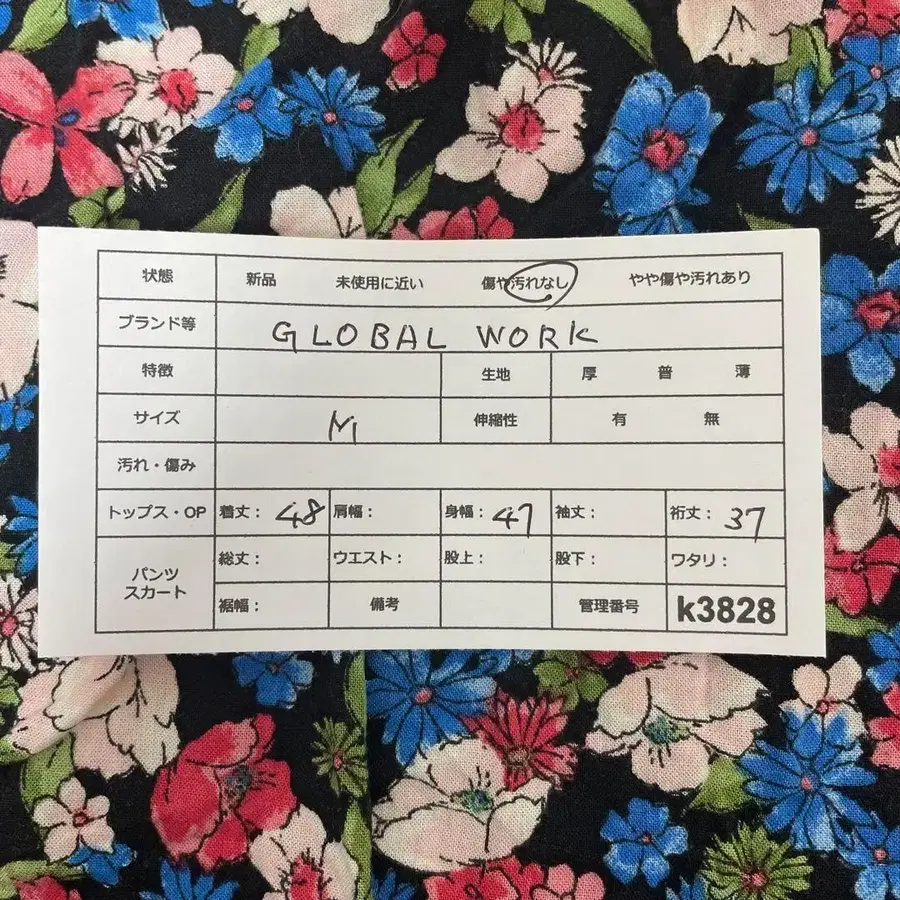 状態 新品 未使用に近い 傷や汚れなし やや傷や汚れあり
ブランド等 GLOBAL WORK
特徴 生地 厚 普 薄
サイズ M 伸縮性 有 無
汚れ・傷み
トップス・OP 着丈： 48 肩幅： 身幅： 47 袖丈： 裄丈： 37
パンツ 総丈： ウエスト： 股上： 股下： ワタリ：
スカート 裾幅： 備考 管理番号 k3828